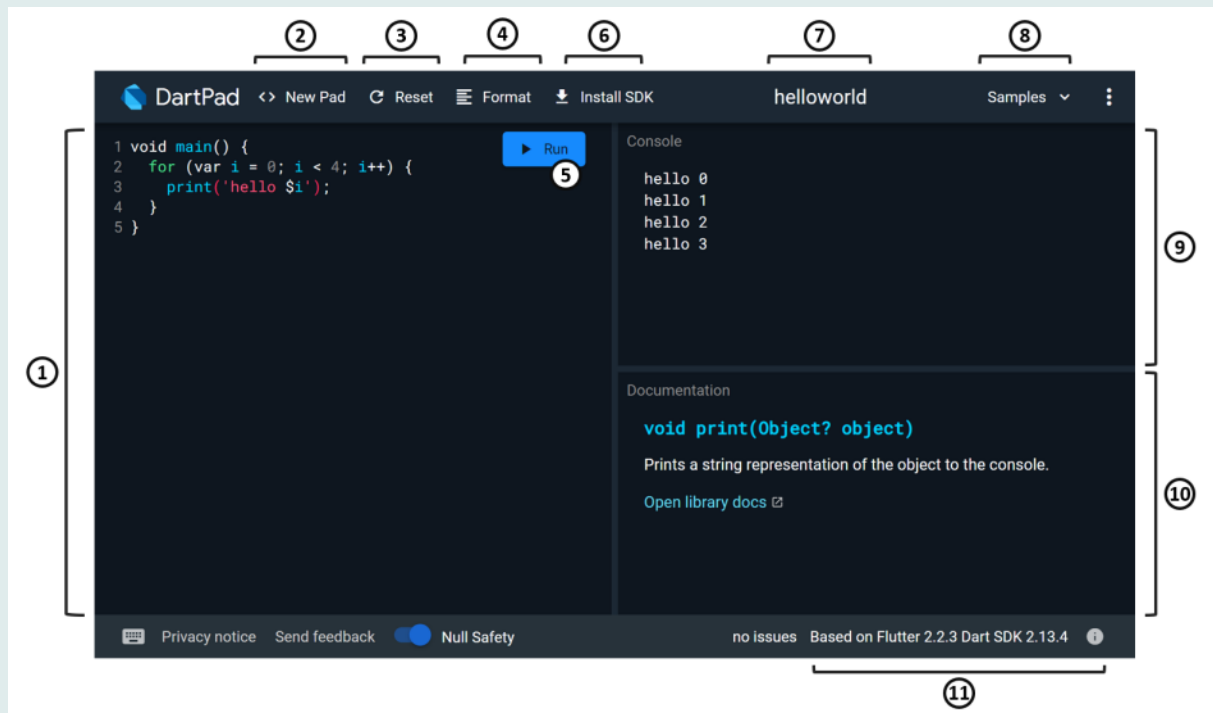 2 3 4 6 7 8
DartPad <> New Pad Reset Format Install SDK helloworld Samples
1
1 void main() {
2 for (var i = 0; i < 4; i++) {
3 print('hello $i');
4 }
5 }
Run
5
Console
hello 0
hello 1
hello 2
hello 3
9
Documentation
void print(Object? object)
Prints a string representation of the object to the console.
Open library docs
10
Privacy notice Send feedback Null Safety no issues Based on Flutter 2.2.3 Dart SDK 2.13.4
11